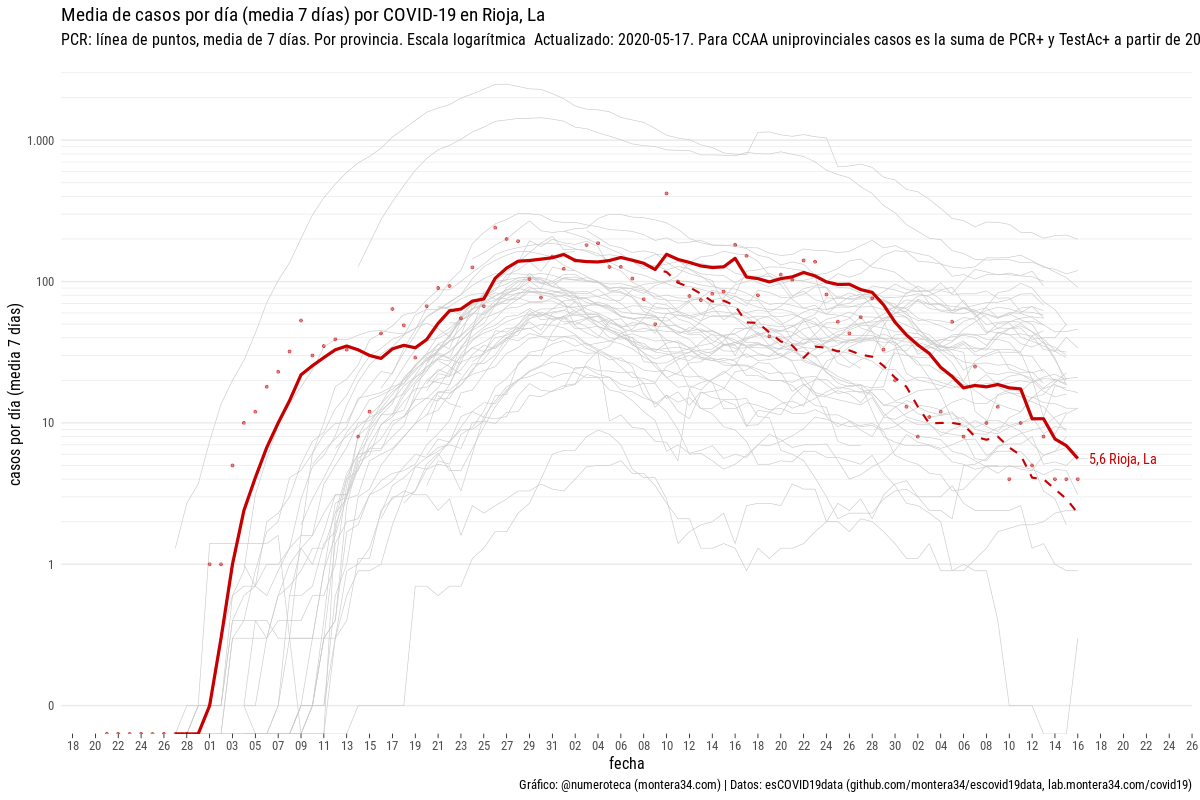 Media de casos por día (media 7 días) por COVID-19 en Rioja, La
PCR: línea de puntos, media de 7 días. Por provincia. Escala logarítmica  Actualizado: 2020-05-17. Para CCAA uniprovinciales casos es la suma de PCR+ y TestAc+ a partir de 20
casos por día (media 7 días)
1.000
100
10
1
0
5,6 Rioja, La
18 20 22 24 26 28 01 03 05 07 09 11 13 15 17 19 21 23 25 27 29 31 02 04 06 08 10 12 14 16 18 20 22 24 26 28 30 02 04 06 08 10 12 14 16 18 20 22 24 26
fecha
Gráfico: @numeroteca (montera34.com) | Datos: esCOVID19data (github.com/montera34/escovid19data, lab.montera34.com/covid19)